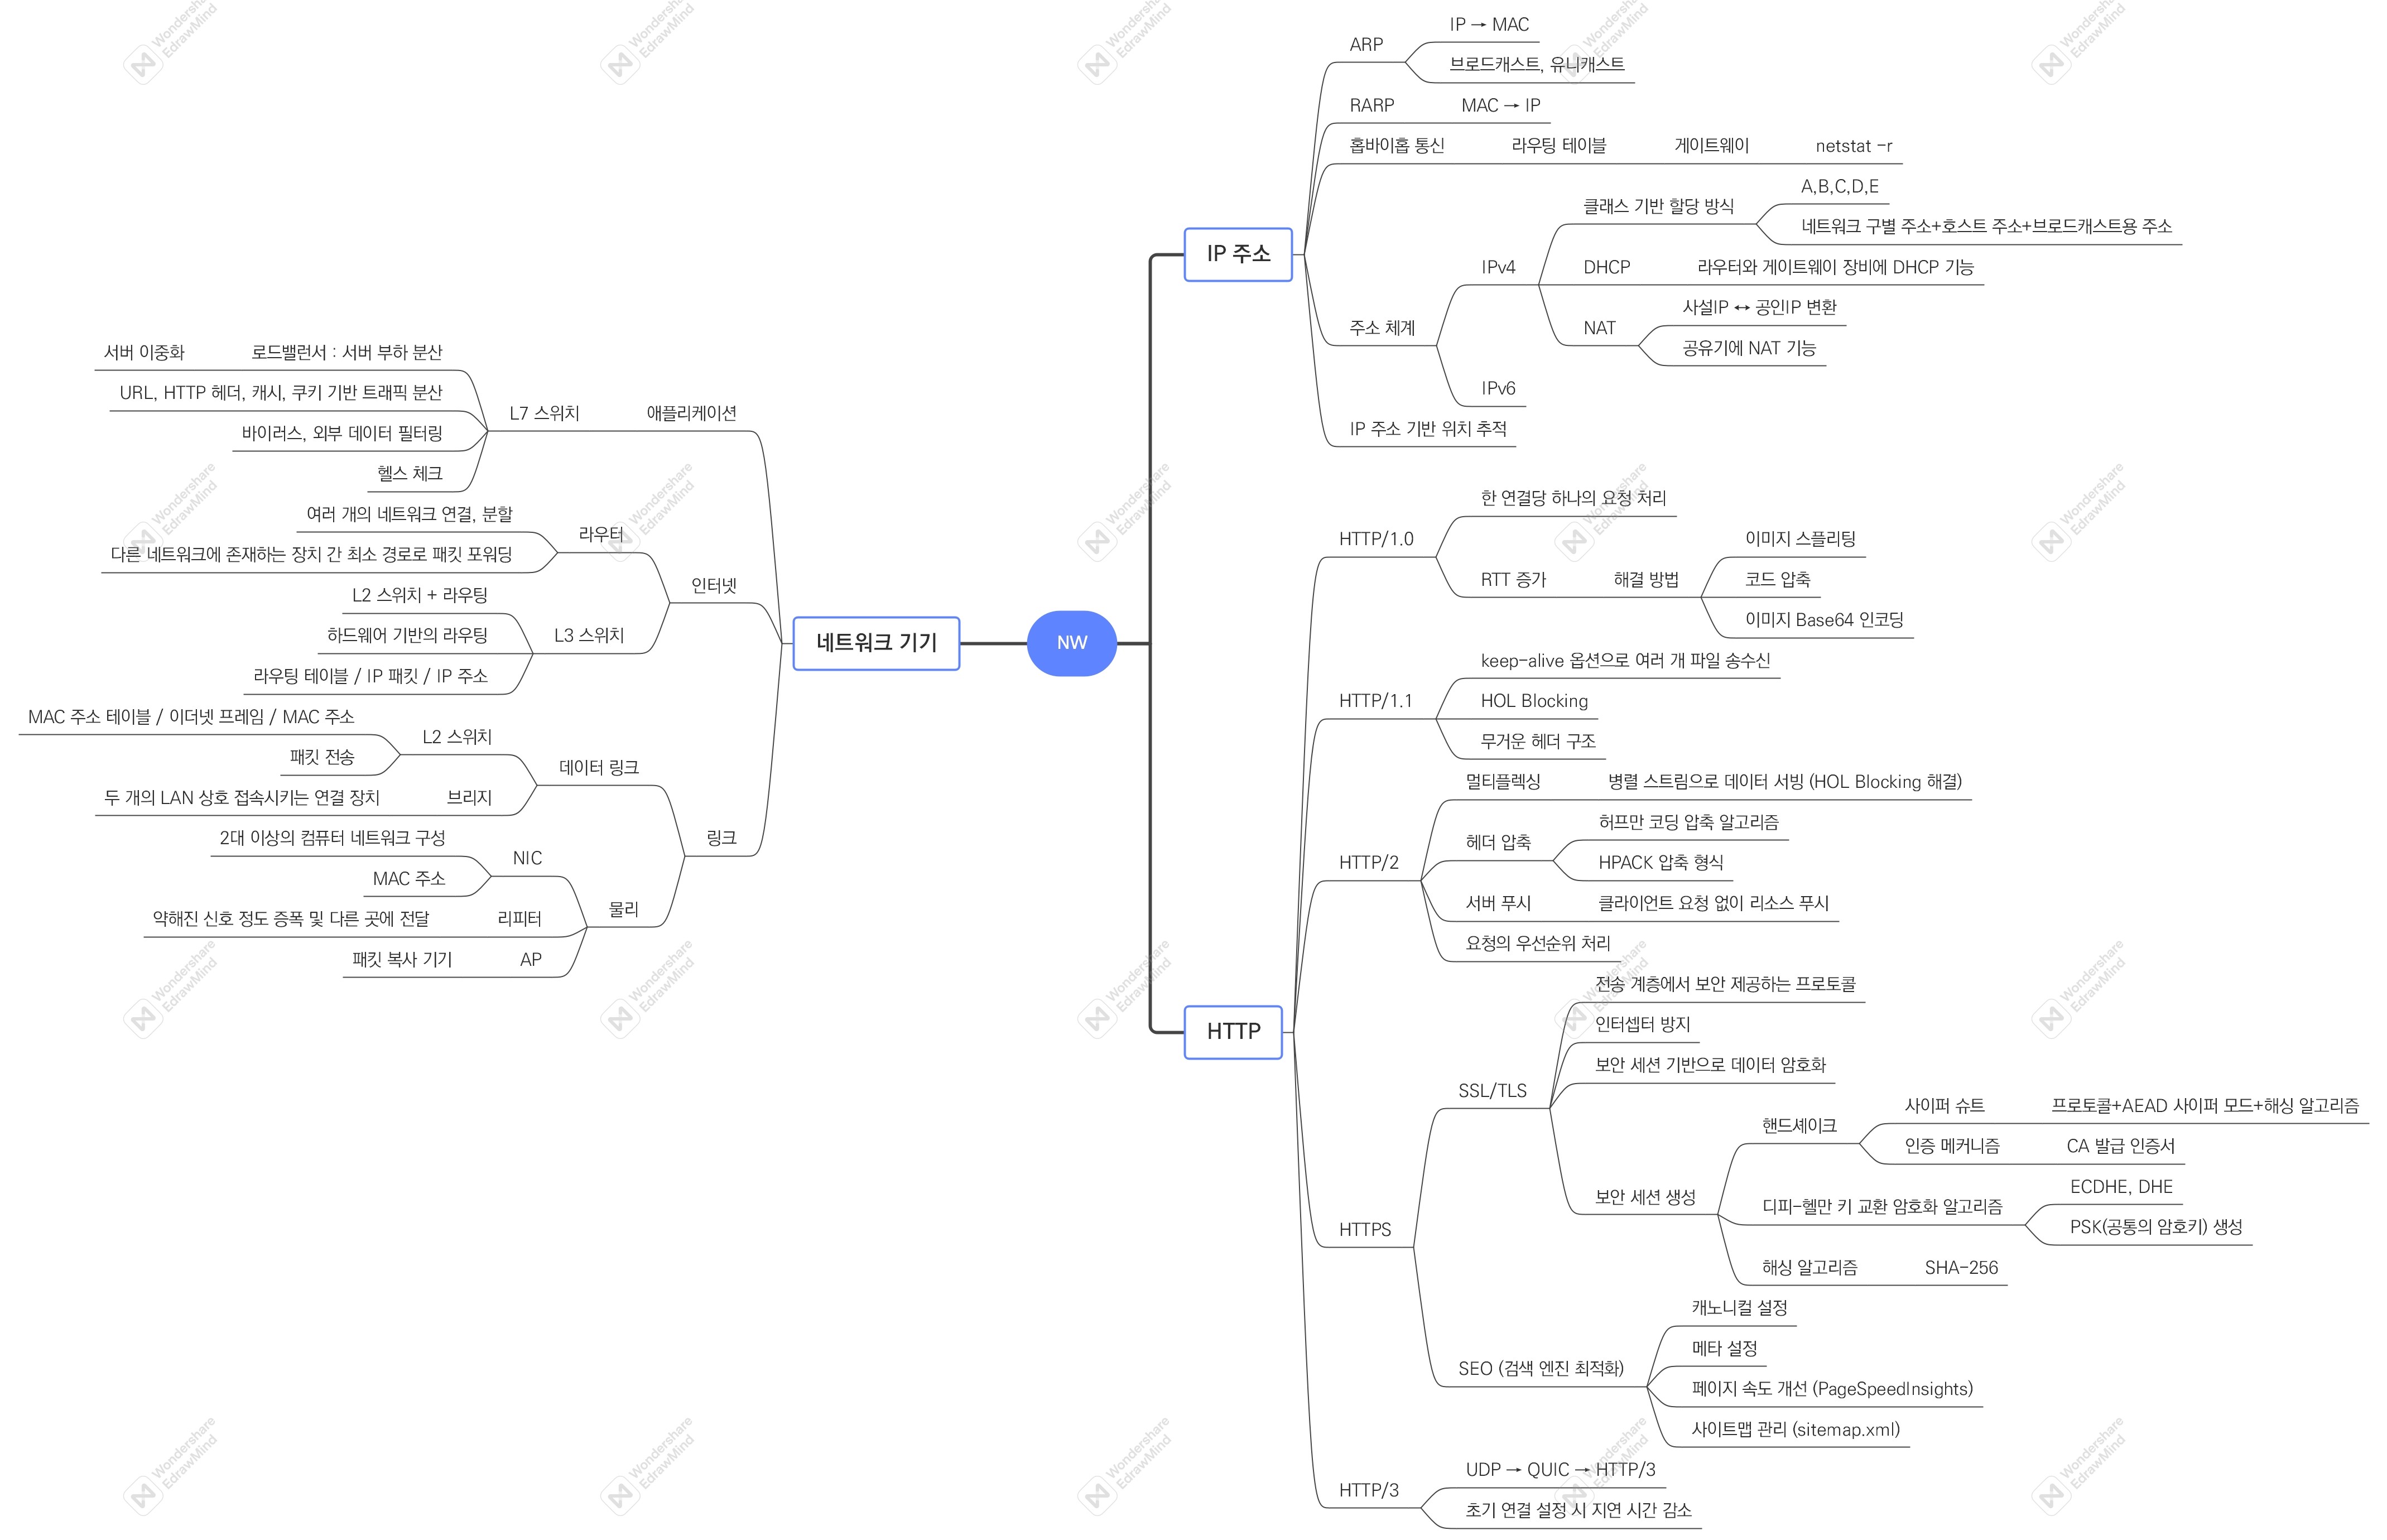 NW
네트워크 기기
애플리케이션
L7 스위치
로드밸런서 : 서버 부하 분산
서버 이중화
URL, HTTP 헤더, 캐시, 쿠키 기반 트래픽 분산
바이러스, 외부 데이터 필터링
헬스 체크
인터넷
라우터
여러 개의 네트워크 연결, 분할
다른 네트워크에 존재하는 장치 간 최소 경로로 패킷 포워딩
L3 스위치
L2 스위치 + 라우팅
하드웨어 기반의 라우팅
라우팅 테이블 / IP 패킷 / IP 주소
링크
데이터 링크
L2 스위치
MAC 주소 테이블 / 이더넷 프레임 / MAC 주소
패킷 전송
브리지
두 개의 LAN 상호 접속시키는 연결 장치
물리
NIC
2대 이상의 컴퓨터 네트워크 구성
MAC 주소
리피터
약해진 신호 정도 증폭 및 다른 곳에 전달
AP
패킷 복사 기기
IP 주소
ARP
IP → MAC
브로드캐스트, 유니캐스트
RARP
MAC → IP
홉바이홉 통신
라우팅 테이블
게이트웨이
netstat -r
주소 체계
IPv4
클래스 기반 할당 방식
A,B,C,D,E
네트워크 구별 주소+호스트 주소+브로드캐스트용 주소
DHCP
라우터와 게이트웨이 장비에 DHCP 기능
NAT
사설IP ↔ 공인IP 변환
공유기에 NAT 기능
IPv6
IP 주소 기반 위치 추적
HTTP
HTTP/1.0
한 연결당 하나의 요청 처리
RTT 증가
해결 방법
이미지 스플리팅
코드 압축
이미지 Base64 인코딩
HTTP/1.1
keep-alive 옵션으로 여러 개 파일 송수신
HOL Blocking
무거운 헤더 구조
HTTP/2
멀티플렉싱
병렬 스트림으로 데이터 서빙 (HOL Blocking 해결)
헤더 압축
허프만 코딩 압축 알고리즘
HPACK 압축 형식
서버 푸시
클라이언트 요청 없이 리소스 푸시
요청의 우선순위 처리
HTTPS
SSL/TLS
전송 계층에서 보안 제공하는 프로토콜
인터셉터 방지
보안 세션 기반으로 데이터 암호화
보안 세션 생성
핸드셰이크
사이퍼 슈트
프로토콜+AEAD 사이퍼 모드+해싱 알고리즘
인증 메커니즘
CA 발급 인증서
디피-헬만 키 교환 암호화 알고리즘
ECDHE, DHE
PSK(공통의 암호키) 생성
해싱 알고리즘
SHA-256
SEO (검색 엔진 최적화)
캐노니컬 설정
메타 설정
페이지 속도 개선 (PageSpeedInsights)
사이트맵 관리 (sitemap.xml)
HTTP/3
UDP → QUIC → HTTP/3
초기 연결 설정 시 지연 시간 감소
Wondershare
EdrawMind